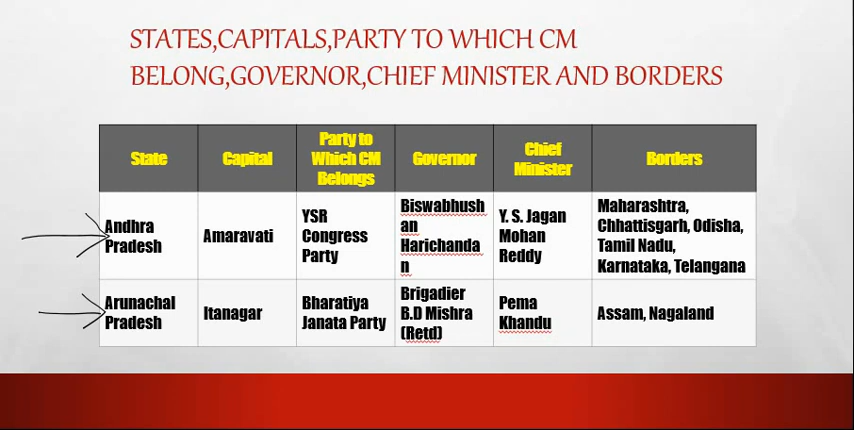 STATES,CAPITALS,PARTY TO WHICH CM
BELONG,GOVERNOR,CHIEF MINISTER AND BORDERS
State
Capital
Party to
Which CM
Belongs
Governor
Chief
Minister
Borders
Andhra
Pradesh
Amaravati
YSR
Congress
Party
Biswabhush
an
Harichanda
n
Y. S. Jagan
Mohan
Reddy
Maharashtra,
Chhattisgarh, Odisha,
Tamil Nadu,
Karnataka, Telangana
Arunachal
Pradesh
Itanagar
Bharatiya
Janata Party
Brigadier
B.D Mishra
(Retd)
Pema
Khandu
Assam, Nagaland